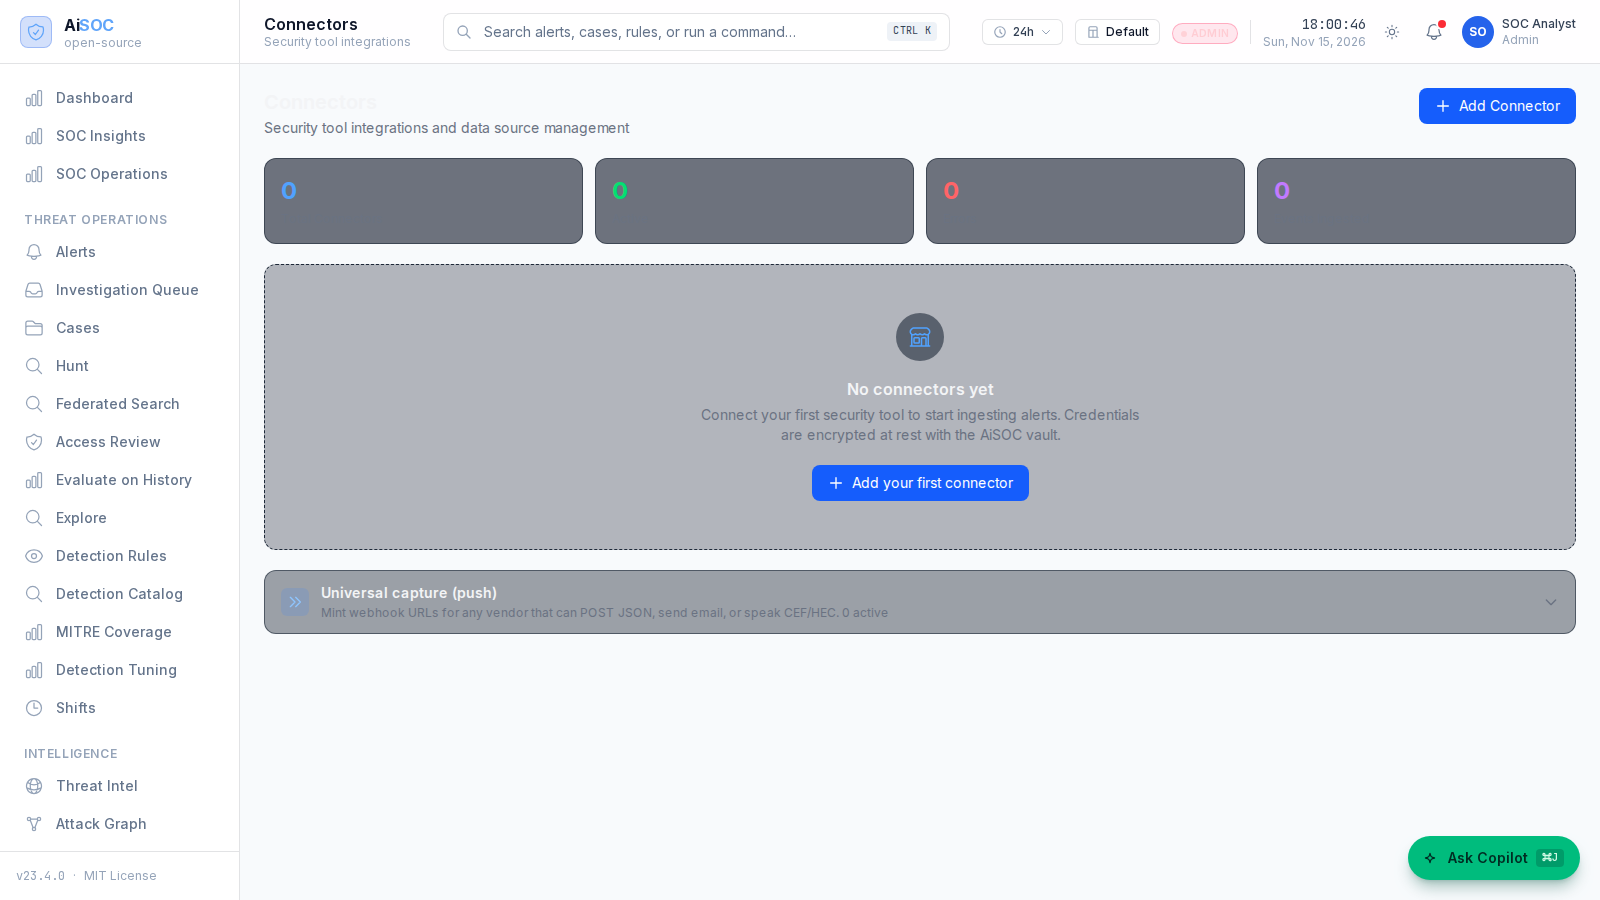 AiSOC
open-source
Dashboard
SOC Insights
SOC Operations
THREAT OPERATIONS
Alerts
Investigation Queue
Cases
Hunt
Federated Search
Access Review
Evaluate on History
Explore
Detection Rules
Detection Catalog
MITRE Coverage
Detection Tuning
Shifts
INTELLIGENCE
Threat Intel
Attack Graph
v23.4.0 · MIT License
Connectors
Security tool integrations
Search alerts, cases, rules, or run a command...
CTRL K
24h
Default
ADMIN
18:00:46
Sun, Nov 15, 2026
SO
SOC Analyst
Admin
Connectors
Security tool integrations and data source management
Add Connector
0
0
0
0
No connectors yet
Connect your first security tool to start ingesting alerts. Credentials
are encrypted at rest with the AiSOC vault.
Add your first connector
Universal capture (push)
Mint webhook URLs for any vendor that can POST JSON, send email, or speak CEF/HEC. 0 active
Ask Copilot
⌘J